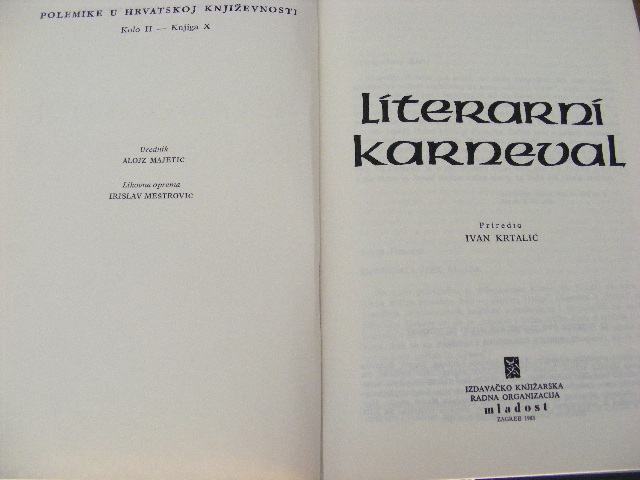 POLEMIKE U HRVATSKOJ KNJIŽEVNOSTI
Kolo II — Knjiga X
Urednik
ALOJZ MAJETIĆ
Likovna oprema
IRISLAV MEŠTROVIĆ
Literarni
karneval
Priredio
IVAN KRTALIĆ
IZDAVAČKO KNJIŽARSKA
RADNA ORGANIZACIJA
mladost
ZAGREB